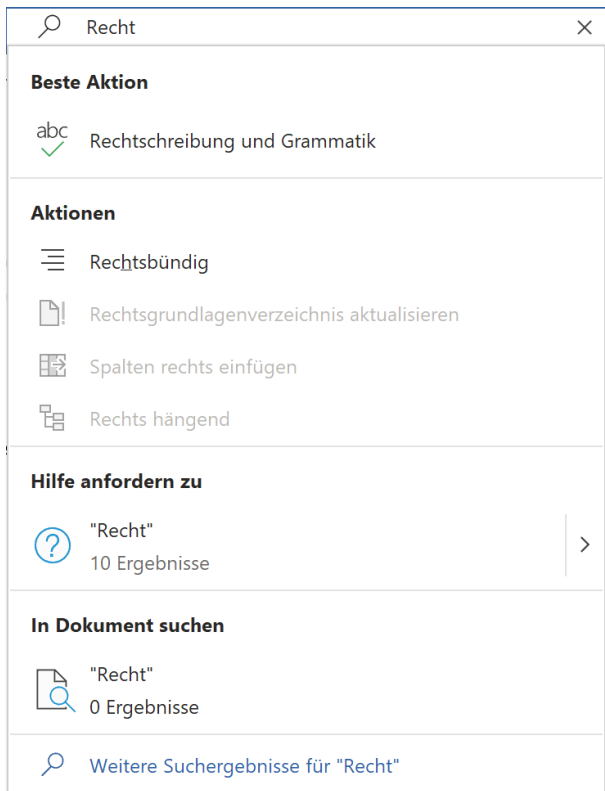 Recht
Beste Aktion
abc
Rechtschreibung und Grammatik
Aktionen
Rechtsbündig
Rechtsgrundlagenverzeichnis aktualisieren
Spalten rechts einfügen
Rechts hängend
Hilfe anfordern zu
"Recht"
10 Ergebnisse
In Dokument suchen
"Recht"
0 Ergebnisse
Weitere Suchergebnisse für "Recht"